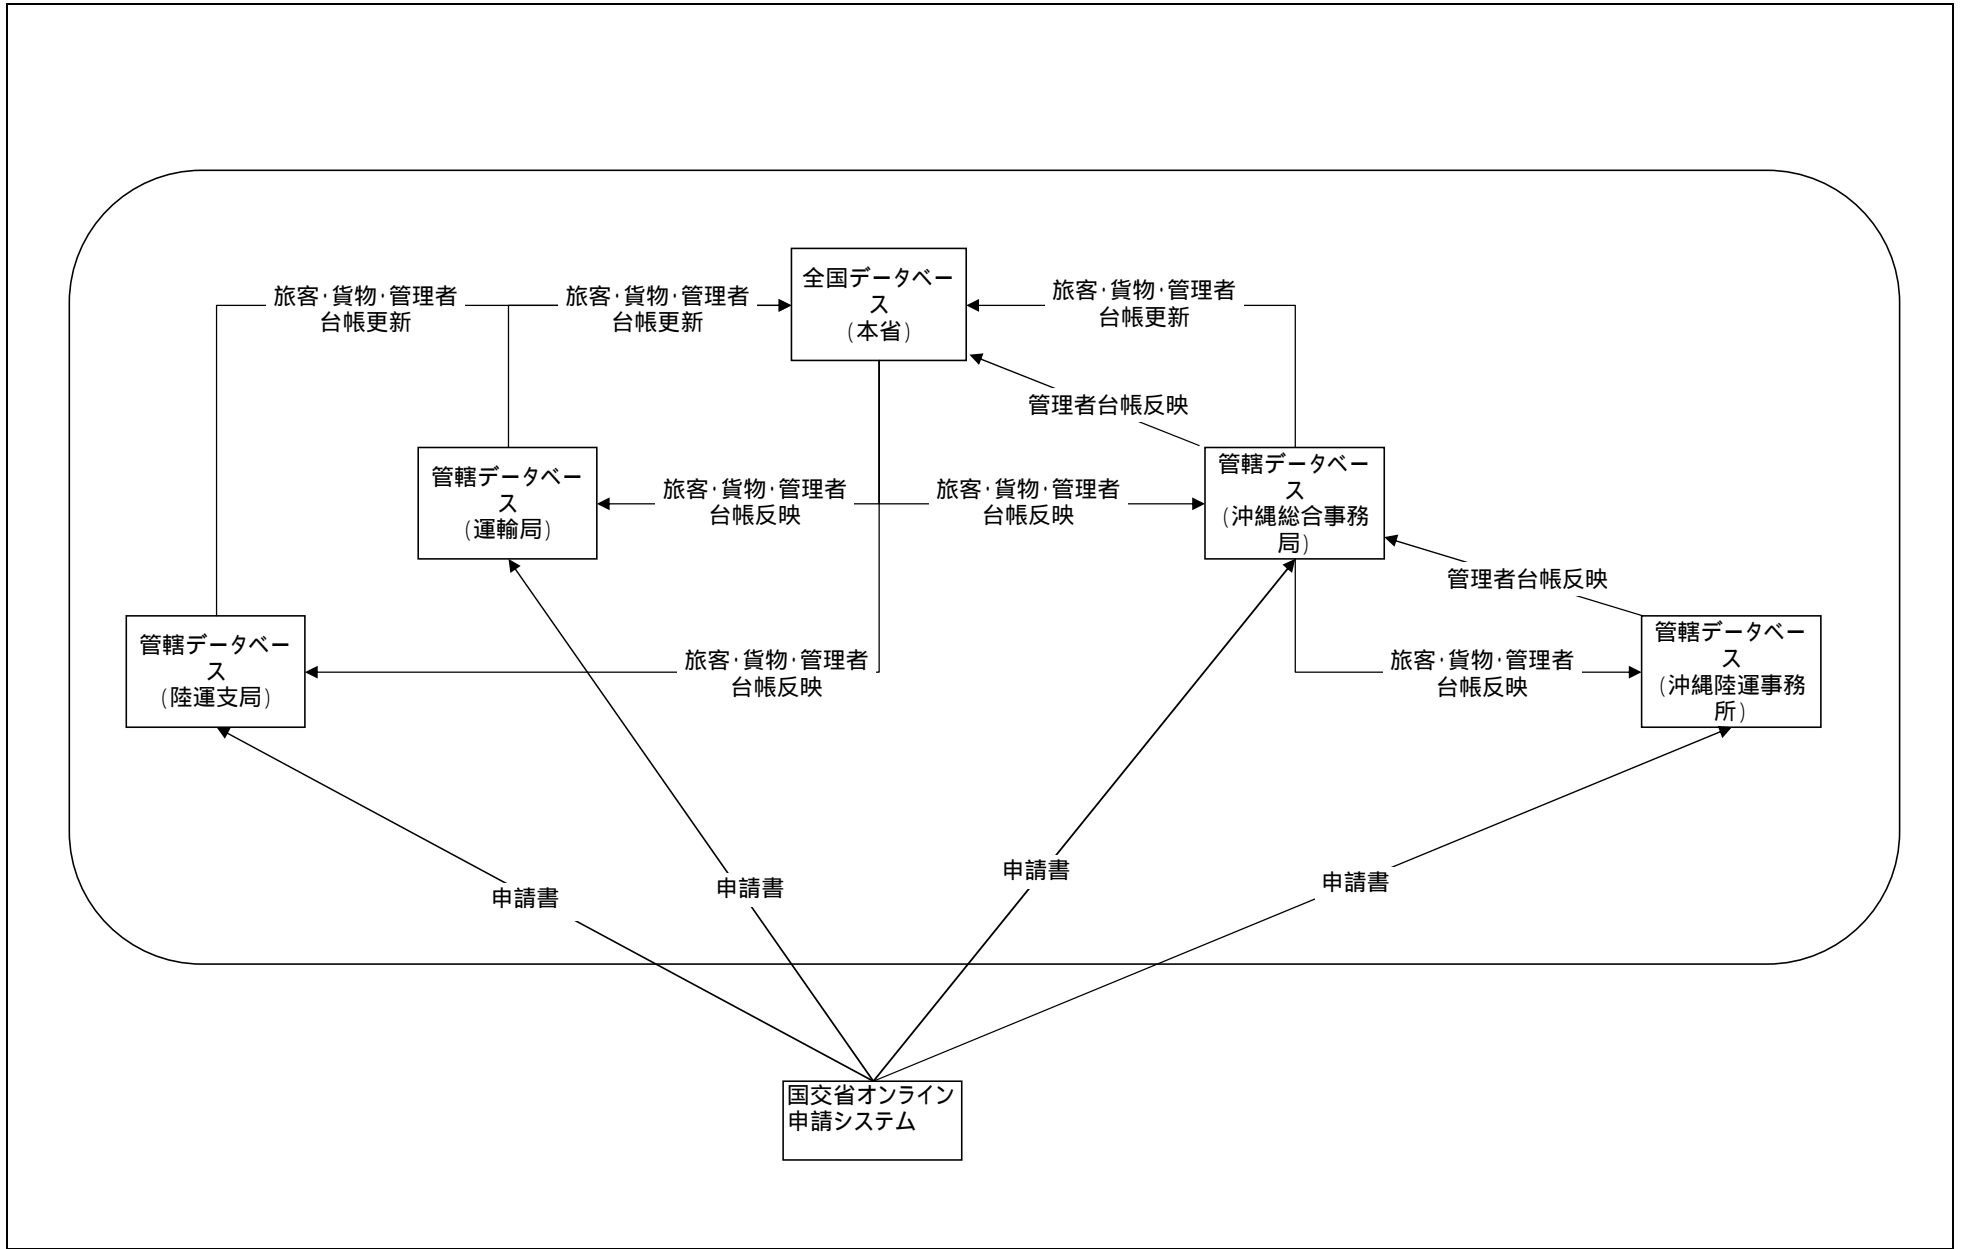 全国データベー
ス
(本省)
旅客・貨物・管理者
台帳更新
旅客・貨物・管理者
台帳更新
旅客・貨物・管理者
台帳更新
管理者台帳反映
管轄データベー
ス
(運輸局)
旅客・貨物・管理者
台帳反映
旅客・貨物・管理者
台帳反映
管轄データベー
ス
(沖縄総合事務
局)
管理者台帳反映
管轄データベー
ス
(陸運支局)
旅客・貨物・管理者
台帳反映
旅客・貨物・管理者
台帳反映
管轄データベー
ス
(沖縄陸運事務
所)
申請書
申請書
申請書
申請書
国交省オンライン
申請システム